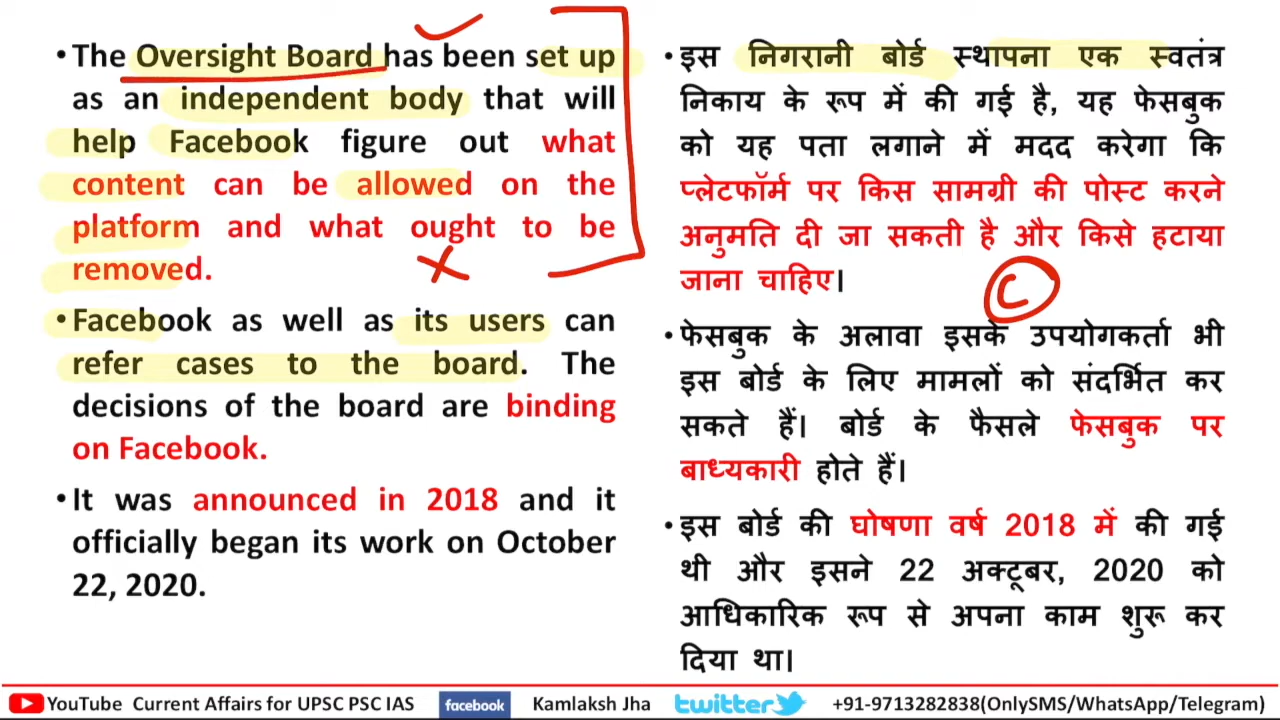 • The Oversight Board has been set up
as an independent body that will
help Facebook figure out what
content can be allowed on the
platform and what ought to be
removed.
• Facebook as well as its users can
refer cases to the board. The
decisions of the board are binding
on Facebook.
• It was announced in 2018 and it
officially began its work on October
22, 2020.
• इस निगरानी बोर्ड स्थापना एक स्वतंत्र
निकाय के रूप में की गई है, यह फेसबुक
को यह पता लगाने में मदद करेगा कि
प्लेटफॉर्म पर किस सामग्री की पोस्ट करने
अनुमति दी जा सकती है और किसे हटाया
जाना चाहिए।
C
• फेसबुक के अलावा इसके उपयोगकर्ता भी
इस बोर्ड के लिए मामलों को संदर्भित कर
सकते हैं। बोर्ड के फैसले फेसबुक पर
बाध्यकारी होते हैं।
• इस बोर्ड की घोषणा वर्ष 2018 में की गई
थी और इसने 22 अक्टूबर, 2020 को
आधिकारिक रूप से अपना काम शुरू कर
दिया था।
YouTube Current Affairs for UPSC PSC IAS facebook Kamlaksh Jha twitter +91-9713282838(OnlySMS/WhatsApp/Telegram)